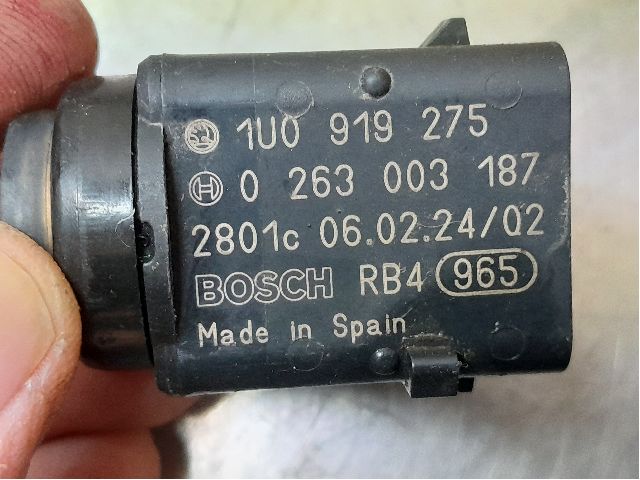 1U0 919 275
0 263 003 187
2801c 06.02.24/02
BOSCH RB4 965
Made in Spain